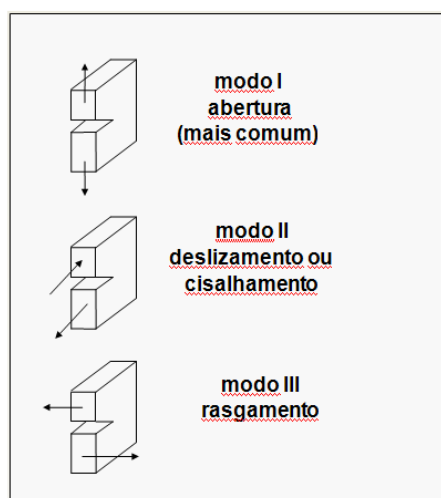 modo I
abertura
(mais comum)
modo II
deslizamento ou
cisalhamento
modo III
rasgamento